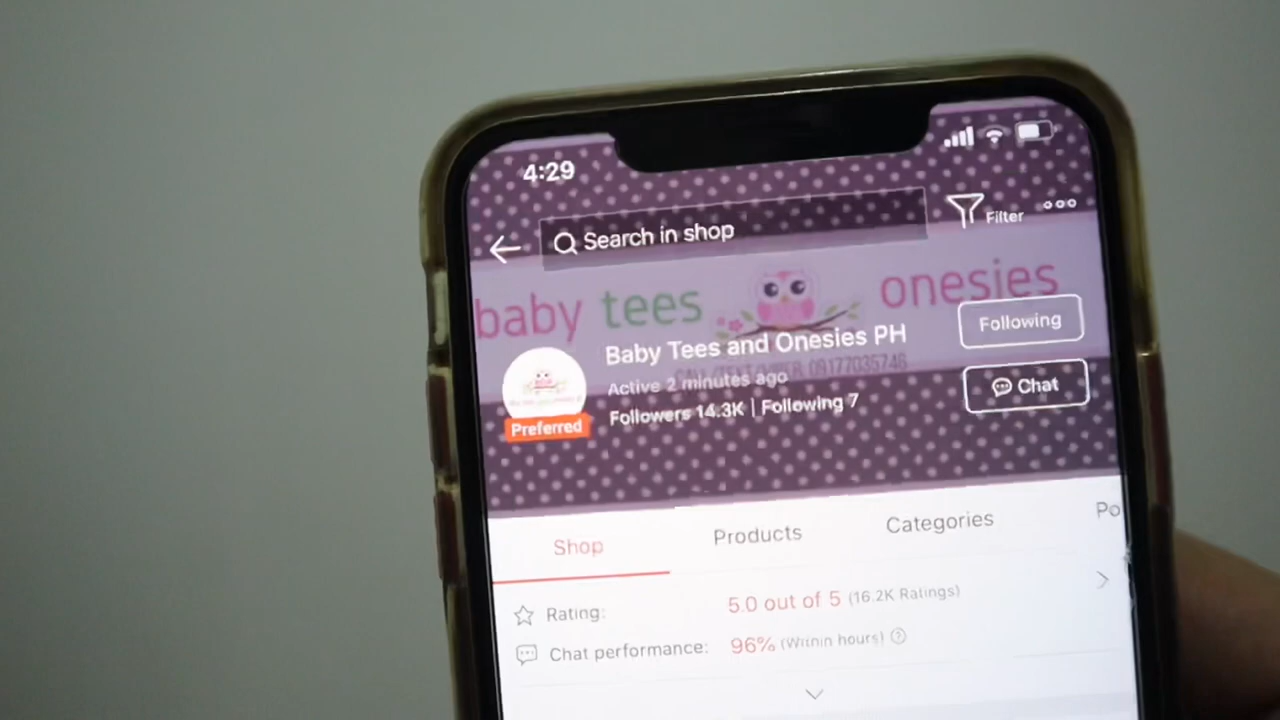 4:29
Search in shop
Filter
baby tees onesies
Following
Baby Tees and Onesies PH
09177035746
Active 2 minutes ago
Chat
Followers 14.3K | Following 7
Preferred
Shop Products Categories Po
Rating: 5.0 out of 5 (16.2K Ratings)
Chat performance: 96% (Within hours)